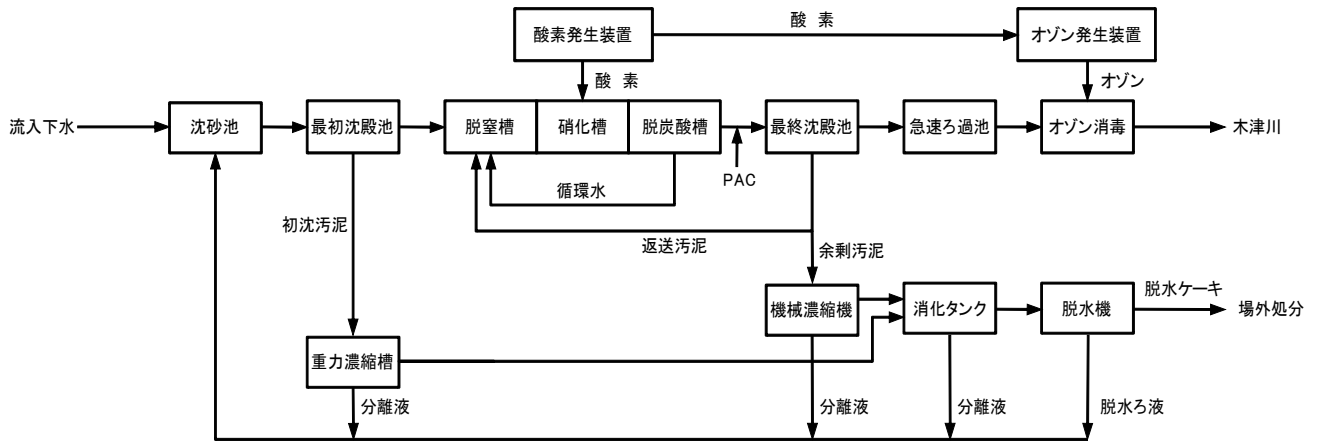 酸 素
酸素発生装置
オゾン発生装置
酸 素
オゾン
流入下水
沈砂池
最初沈殿池
脱窒槽
硝化槽
脱炭酸槽
最終沈殿池
急速ろ過池
オゾン消毒
木津川
PAC
循環水
初沈汚泥
返送汚泥
余剰汚泥
機械濃縮機
消化タンク
脱水機
脱水ケーキ
場外処分
重力濃縮槽
分離液
分離液
分離液
脱水ろ液